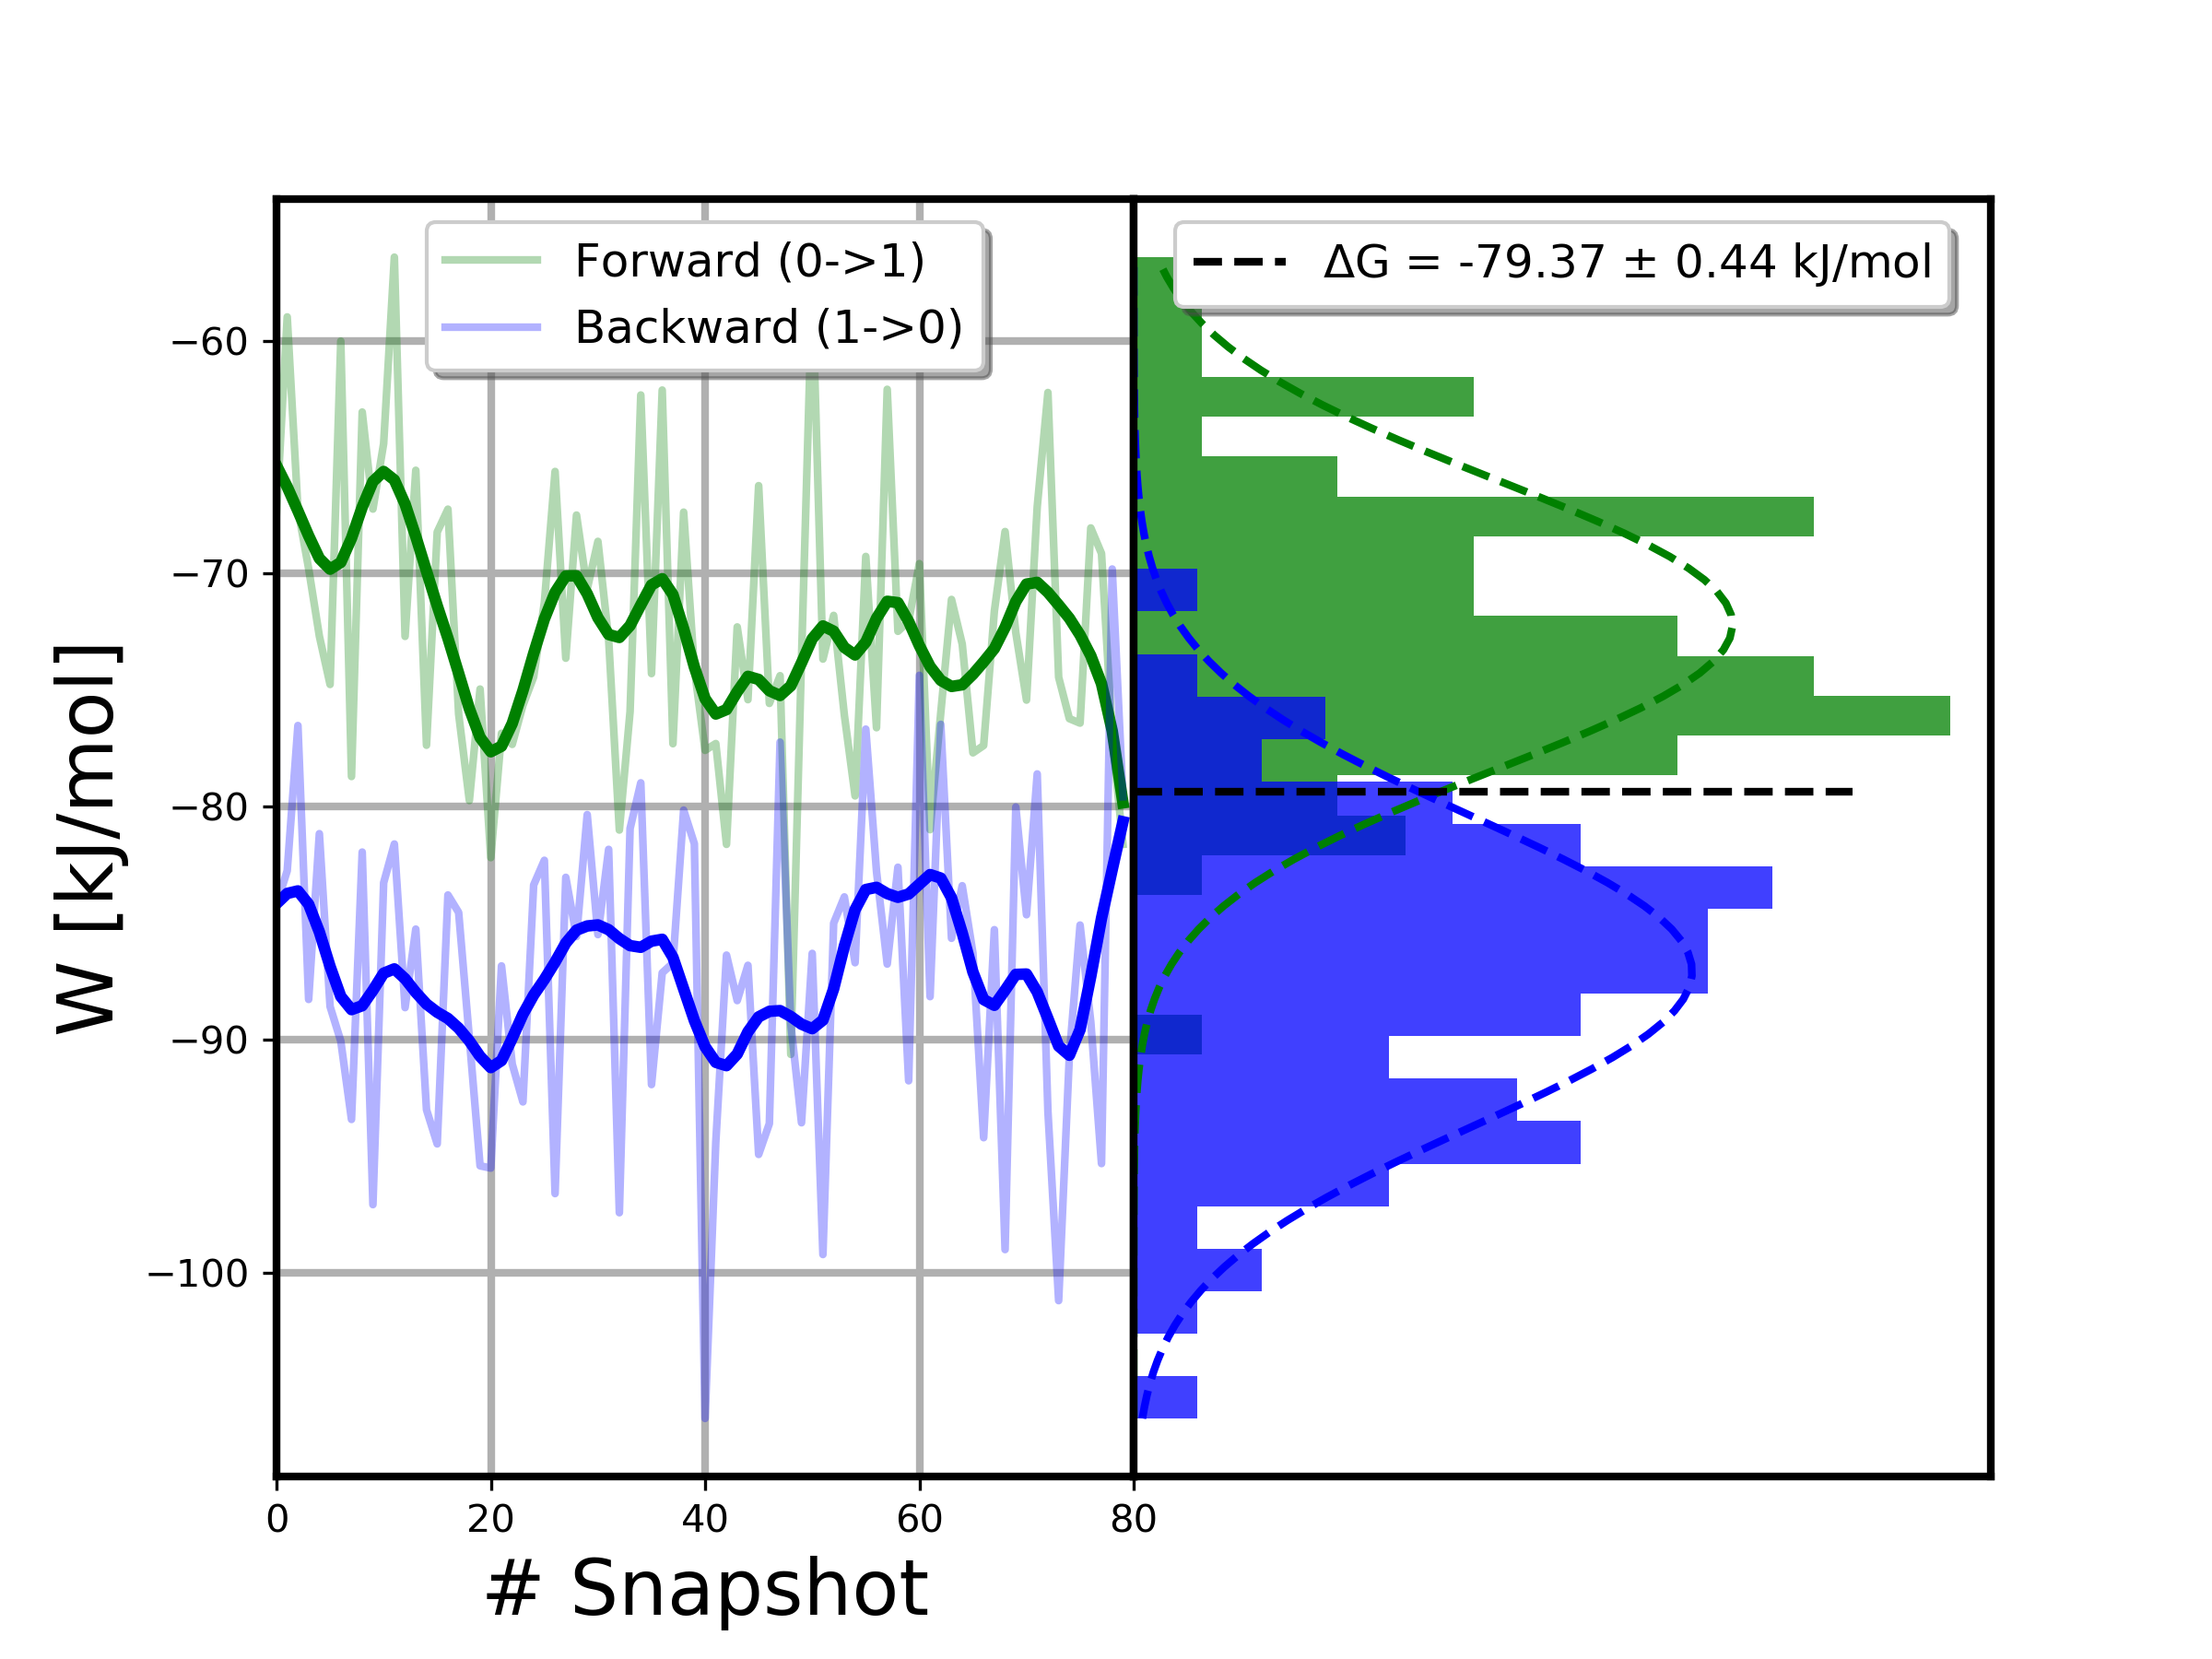 Forward (0->1)
Backward (1->0)
ΔG = -79.37 ± 0.44 kJ/mol
−60
−70
−80
−90
−100
W [kJ/mol]
0 20 40 60 80
# Snapshot